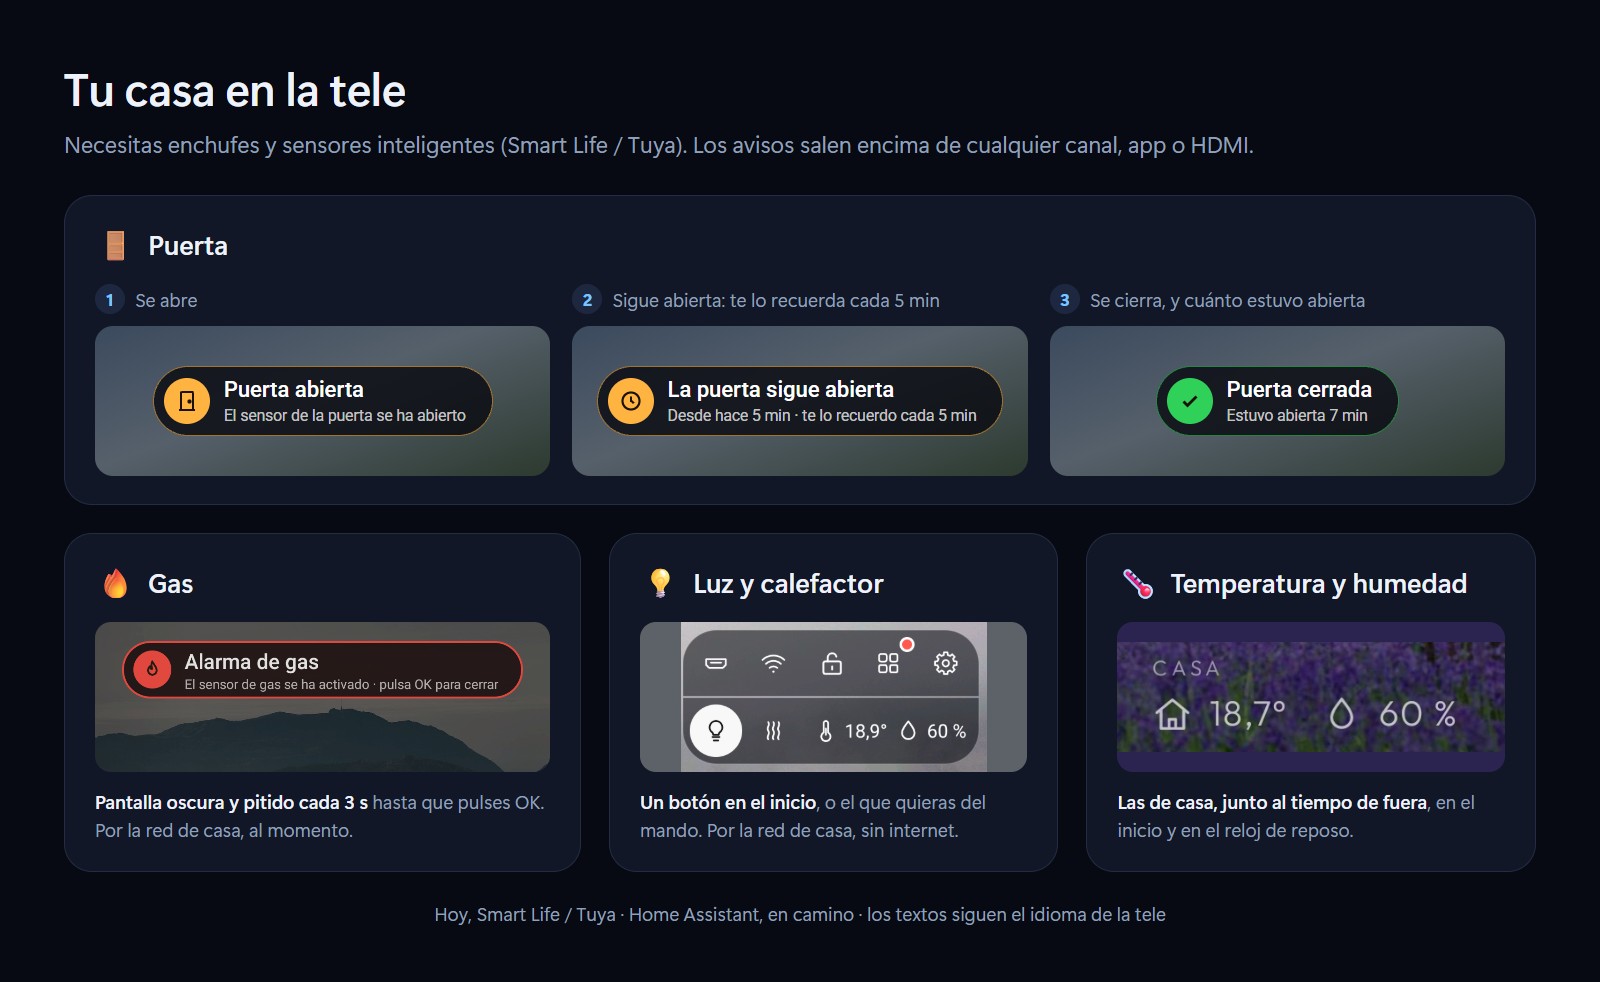 Tu casa en la tele
Necesitas enchufes y sensores inteligentes (Smart Life / Tuya). Los avisos salen encima de cualquier canal, app o HDMI.
Puerta
1 Se abre
Puerta abierta
El sensor de la puerta se ha abierto
2 Sigue abierta: te lo recuerda cada 5 min
La puerta sigue abierta
Desde hace 5 min · te lo recuerdo cada 5 min
3 Se cierra, y cuánto estuvo abierta
Puerta cerrada
Estuvo abierta 7 min
Gas
Alarma de gas
El sensor de gas se ha activado · pulsa OK para cerrar
Pantalla oscura y pitido cada 3 s hasta que pulses OK.
Por la red de casa, al momento.
Luz y calefactor
18,9° 60 %
Un botón en el inicio, o el que quieras del
mando. Por la red de casa, sin internet.
Temperatura y humedad
CASA
18,7° 60 %
Las de casa, junto al tiempo de fuera, en el
inicio y en el reloj de reposo.
Hoy, Smart Life / Tuya · Home Assistant, en camino · los textos siguen el idioma de la tele